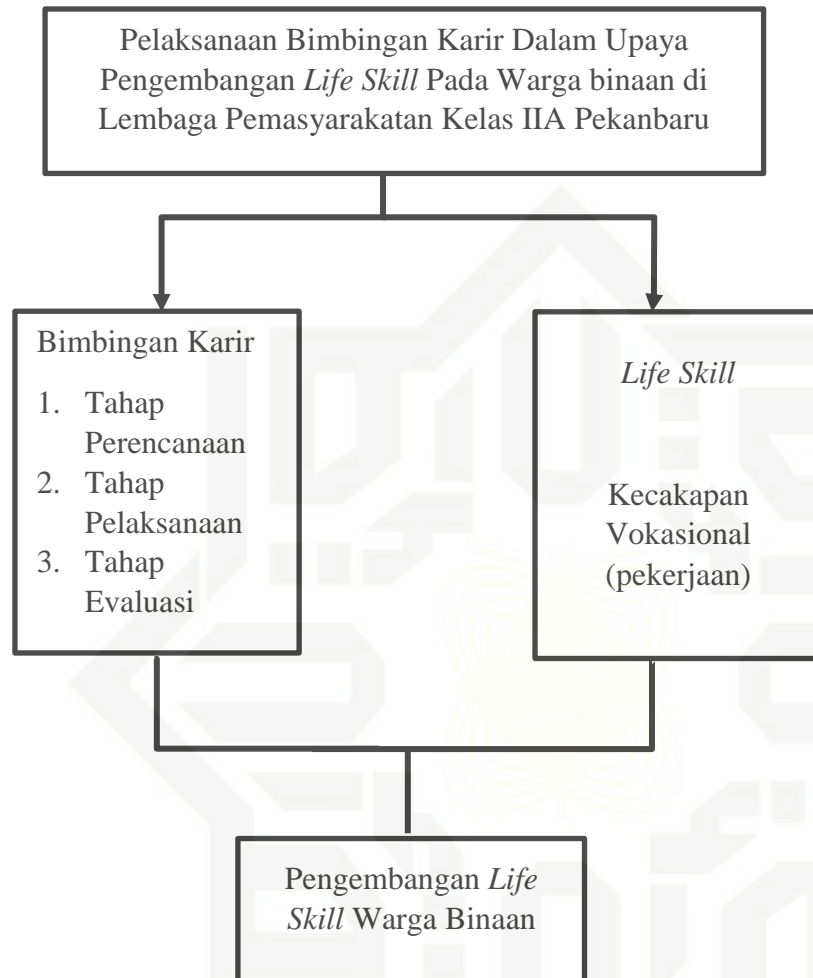 Pelaksanaan Bimbingan Karir Dalam Upaya
Pengembangan Life Skill Pada Warga binaan di
Lembaga Pemasyarakatan Kelas IIA Pekanbaru
Bimbingan Karir
1. Tahap
Perencanaan
2. Tahap
Pelaksanaan
3. Tahap
Evaluasi
Life Skill
Kecakapan
Vokasional
(pekerjaan)
Pengembangan Life
Skill Warga Binaan